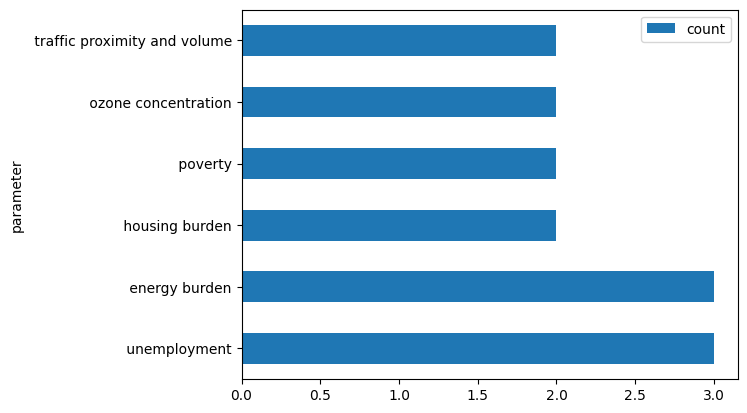 count
traffic proximity and volume
ozone concentration
poverty
housing burden
energy burden
unemployment
parameter
0.0 0.5 1.0 1.5 2.0 2.5 3.0